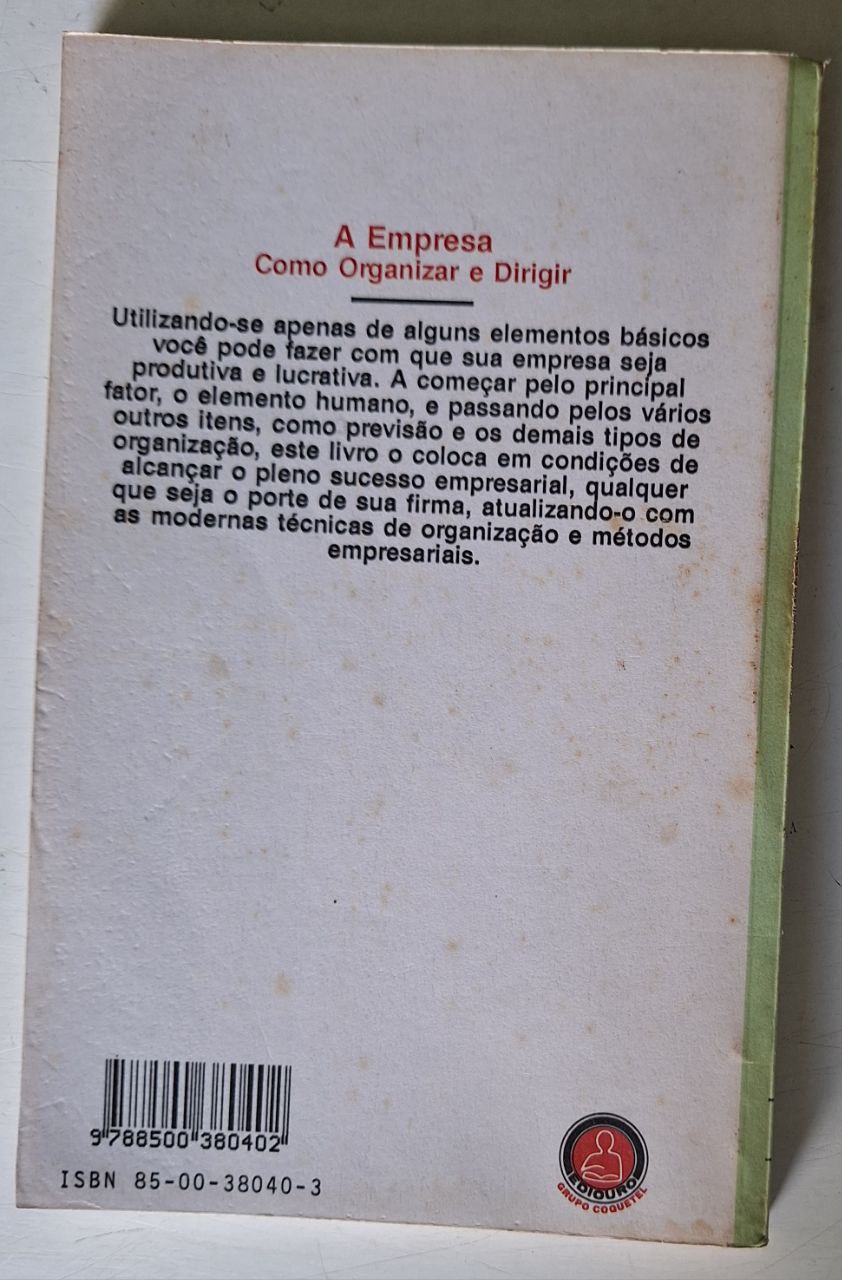 A Empresa
Como Organizar e Dirigir
Utilizando-se apenas de alguns elementos básicos
você pode fazer com que sua empresa seja
produtiva e lucrativa. A começar pelo principal
fator, o elemento humano, e passando pelos vários
outros itens, como previsão e os demais tipos de
organização, este livro o coloca em condições de
alcançar o pleno sucesso empresarial, qualquer
que seja o porte de sua firma, atualizando-o com
as modernas técnicas de organização e métodos
empresariais.
9 788500 380402
ISBN 85-00-38040-3
EDIOURO
GRUPO COQUETEL